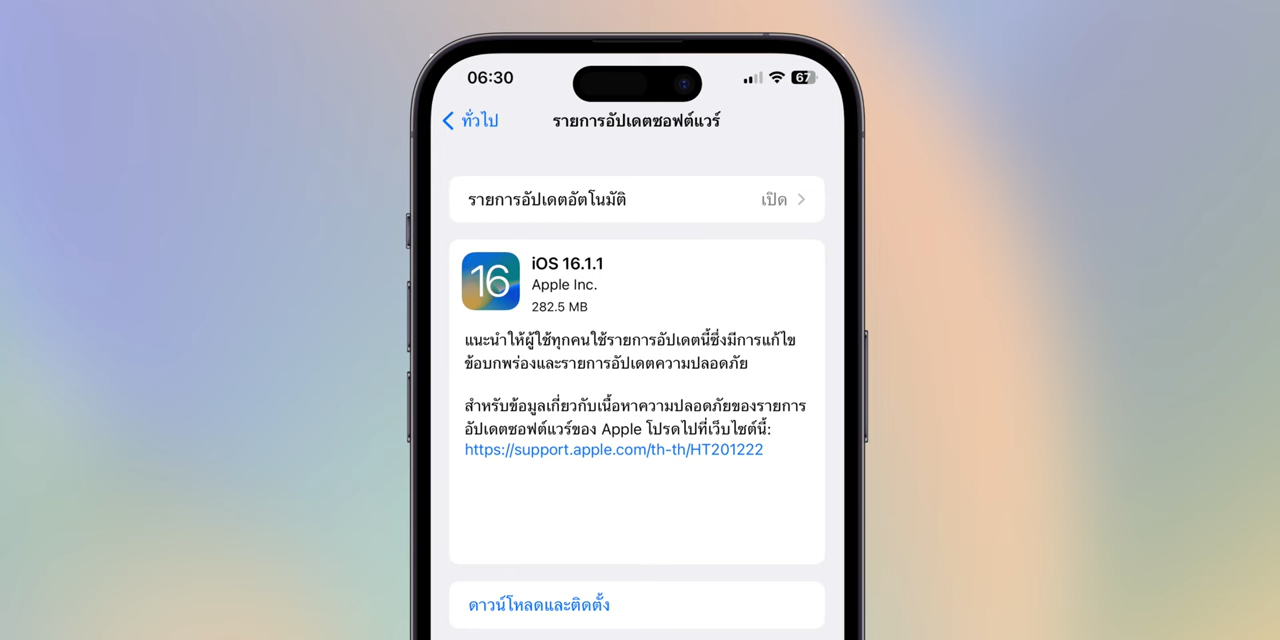 06:30
67
ทั่วไป
รายการอัปเดตซอฟต์แวร์
รายการอัปเดตอัตโนมัติ
เปิด
16
iOS 16.1.1
Apple Inc.
282.5 MB
แนะนำให้ผู้ใช้ทุกคนใช้รายการอัปเดตนี้ซึ่งมีการแก้ไข
ข้อบกพร่องและรายการอัปเดตความปลอดภัย
สำหรับข้อมูลเกี่ยวกับเนื้อหาความปลอดภัยของรายการ
อัปเดตซอฟต์แวร์ของ Apple โปรดไปที่เว็บไซต์นี้:
https://support.apple.com/th-th/HT201222
ดาวน์โหลดและติดตั้ง